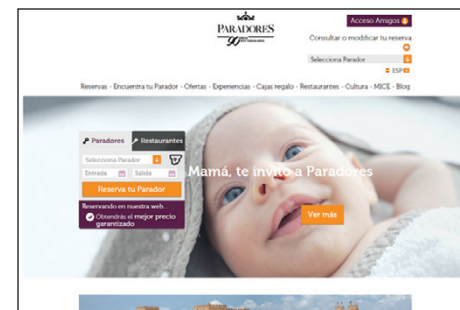 Acceso Amigos
PARADORES
90
Consultar o modificar tu reserva
Selecciona Parador
ESP
Reservas - Encuentra tu Parador - Ofertas - Experiencias - Cajas regalo - Restaurantes - Cultura - MICE - Blog
Paradores
Restaurantes
Selecciona Parador
Entrada
Salida
Mamá, te invito a Paradores
Reserva tu Parador
Reservando en nuestra web...
Obtendrás el mejor precio
garantizado
Ver más